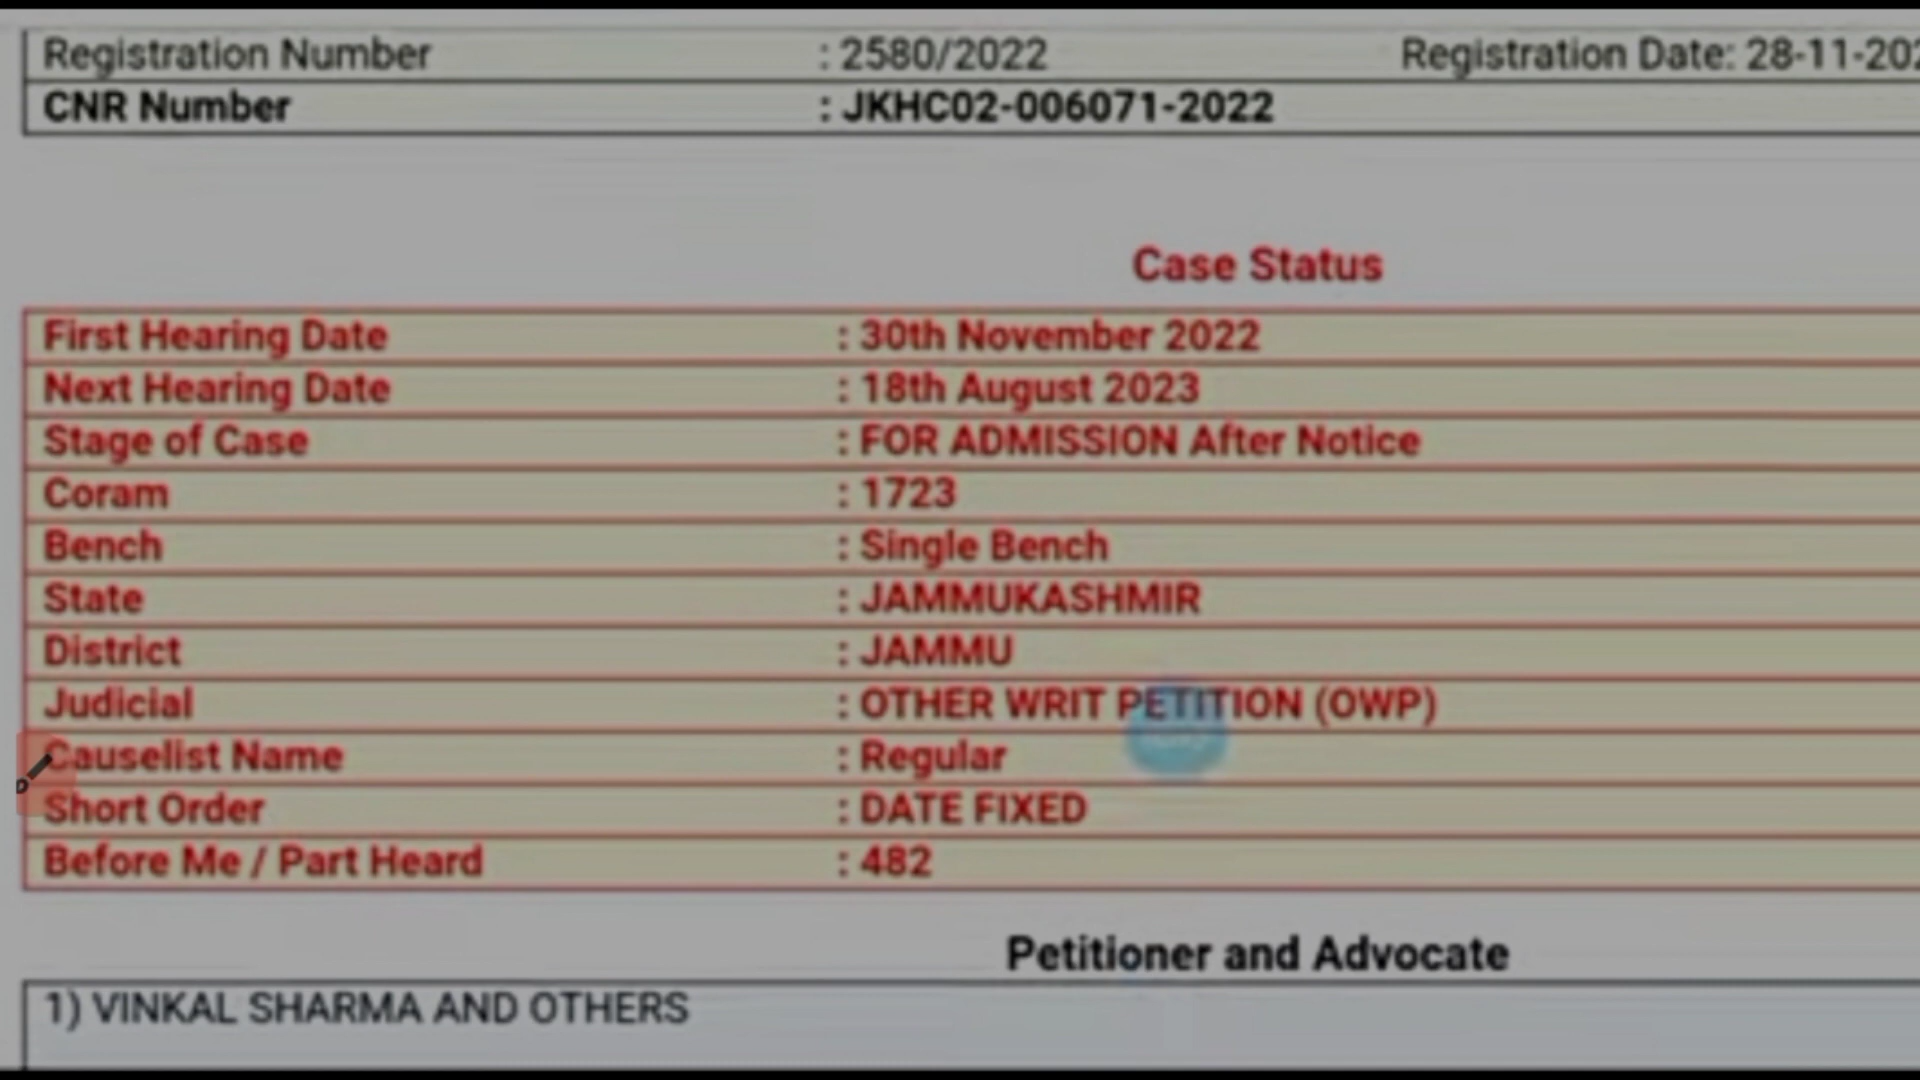 Registration Number : 2580/2022 Registration Date: 28-11-202
CNR Number : JKHC02-006071-2022
Case Status
First Hearing Date : 30th November 2022
Next Hearing Date : 18th August 2023
Stage of Case : FOR ADMISSION After Notice
Coram : 1723
Bench : Single Bench
State : JAMMUKASHMIR
District : JAMMU
Judicial : OTHER WRIT PETITION (OWP)
Causelist Name : Regular
Short Order : DATE FIXED
Before Me / Part Heard : 482
Petitioner and Advocate
1) VINKAL SHARMA AND OTHERS